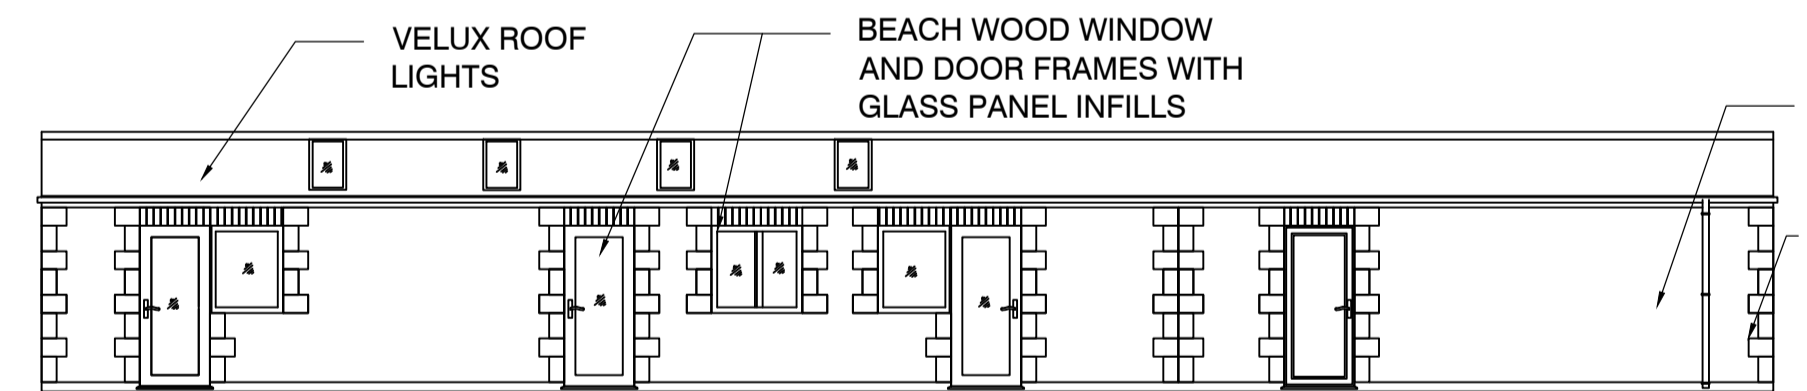 VELUX ROOF
LIGHTS
BEACH WOOD WINDOW
AND DOOR FRAMES WITH
GLASS PANEL INFILLS